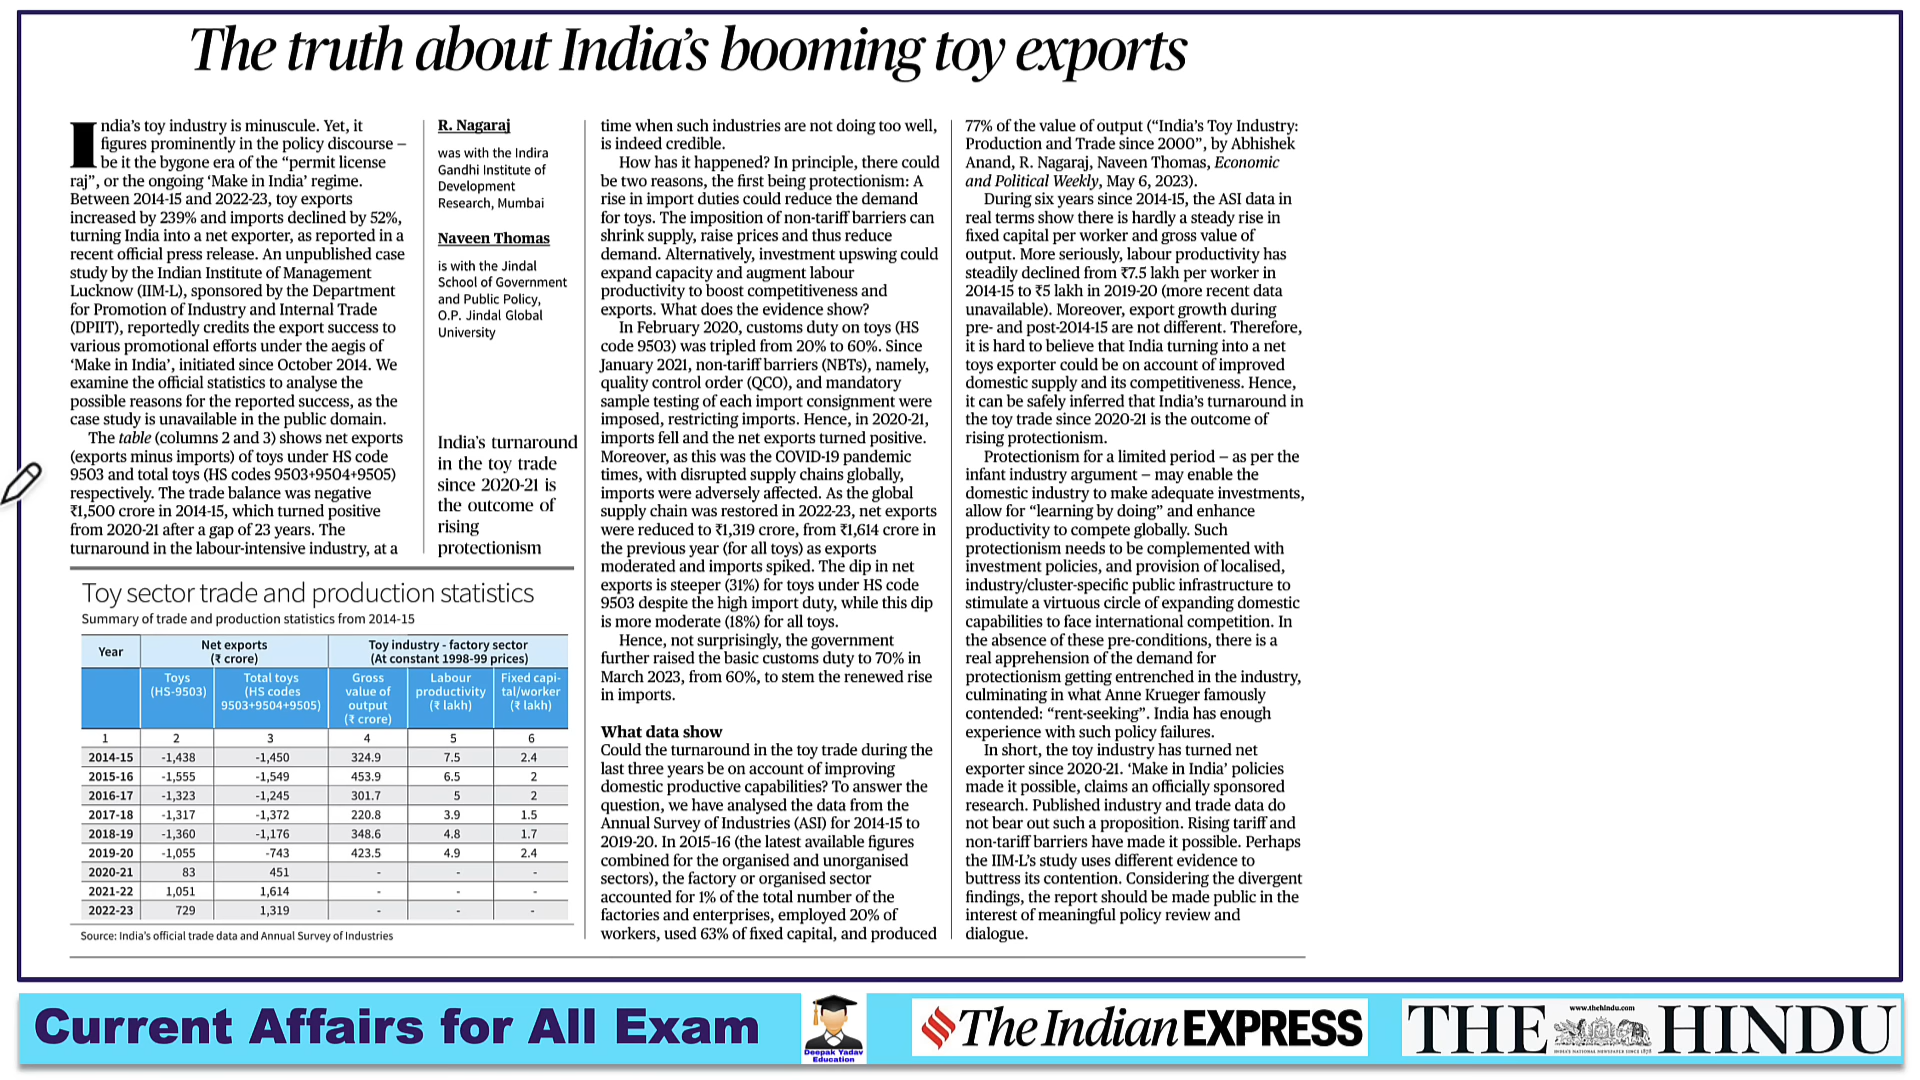 The truth about India's booming toy exports
India's toy industry is minuscule. Yet, it
figures prominently in the policy discourse –
be it the bygone era of the “permit license
raj”, or the ongoing ‘Make in India’ regime.
Between 2014-15 and 2022-23, toy exports
increased by 239% and imports declined by 52%,
turning India into a net exporter, as reported in a
recent official press release. An unpublished case
study by the Indian Institute of Management
Lucknow (IIM-L), sponsored by the Department
for Promotion of Industry and Internal Trade
(DPIIT), reportedly credits the export success to
various promotional efforts under the aegis of
‘Make in India’, initiated since October 2014. We
examine the official statistics to analyse the
possible reasons for the reported success, as the
case study is unavailable in the public domain.
The table (columns 2 and 3) shows net exports
(exports minus imports) of toys under HS code
9503 and total toys (HS codes 9503+9504+9505)
respectively. The trade balance was negative
₹1,500 crore in 2014-15, which turned positive
from 2020-21 after a gap of 23 years. The
turnaround in the labour-intensive industry, at a
R. Nagaraj
was with the Indira
Gandhi Institute of
Development
Research, Mumbai
Naveen Thomas
is with the Jindal
School of Government
and Public Policy,
O.P. Jindal Global
University
India's turnaround
in the toy trade
since 2020-21 is
the outcome of
rising
protectionism
Toy sector trade and production statistics
Summary of trade and production statistics from 2014-15
Year Net exports (₹ crore) Toy industry - factory sector (At constant 1998-99 prices)
Toys (HS-9503) Total toys (HS codes 9503+9504+9505) Gross value of output (₹ crore) Labour productivity (₹ lakh) Fixed capi-tal/worker (₹ lakh)
1 2 3 4 5 6
2014-15 -1,438 -1,450 324.9 7.5 2.4
2015-16 -1,555 -1,549 453.9 6.5 2
2016-17 -1,323 -1,245 301.7 5 2
2017-18 -1,317 -1,372 220.8 3.9 1.5
2018-19 -1,360 -1,176 348.6 4.8 1.7
2019-20 -1,055 -743 423.5 4.9 2.4
2020-21 83 451 - - -
2021-22 1,051 1,614 - - -
2022-23 729 1,319 - - -
Source: India's official trade data and Annual Survey of Industries
time when such industries are not doing too well,
is indeed credible.
How has it happened? In principle, there could
be two reasons, the first being protectionism: A
rise in import duties could reduce the demand
for toys. The imposition of non-tariff barriers can
shrink supply, raise prices and thus reduce
demand. Alternatively, investment upswing could
expand capacity and augment labour
productivity to boost competitiveness and
exports. What does the evidence show?
In February 2020, customs duty on toys (HS
code 9503) was tripled from 20% to 60%. Since
January 2021, non-tariff barriers (NBTs), namely,
quality control order (QCO), and mandatory
sample testing of each import consignment were
imposed, restricting imports. Hence, in 2020-21,
imports fell and the net exports turned positive.
Moreover, as this was the COVID-19 pandemic
times, with disrupted supply chains globally,
imports were adversely affected. As the global
supply chain was restored in 2022-23, net exports
were reduced to ₹1,319 crore, from ₹1,614 crore in
the previous year (for all toys) as exports
moderated and imports spiked. The dip in net
exports is steeper (31%) for toys under HS code
9503 despite the high import duty, while this dip
is more moderate (18%) for all toys.
Hence, not surprisingly, the government
further raised the basic customs duty to 70% in
March 2023, from 60%, to stem the renewed rise
in imports.
What data show
Could the turnaround in the toy trade during the
last three years be on account of improving
domestic productive capabilities? To answer the
question, we have analysed the data from the
Annual Survey of Industries (ASI) for 2014-15 to
2019-20. In 2015-16 (the latest available figures
combined for the organised and unorganised
sectors), the factory or organised sector
accounted for 1% of the total number of the
factories and enterprises, employed 20% of
workers, used 63% of fixed capital, and produced
77% of the value of output (“India's Toy Industry:
Production and Trade since 2000”, by Abhishek
Anand, R. Nagaraj, Naveen Thomas, Economic
and Political Weekly, May 6, 2023).
During six years since 2014-15, the ASI data in
real terms show there is hardly a steady rise in
fixed capital per worker and gross value of
output. More seriously, labour productivity has
steadily declined from ₹7.5 lakh per worker in
2014-15 to ₹5 lakh in 2019-20 (more recent data
unavailable). Moreover, export growth during
pre- and post-2014-15 are not different. Therefore,
it is hard to believe that India turning into a net
toys exporter could be on account of improved
domestic supply and its competitiveness. Hence,
it can be safely inferred that India's turnaround in
the toy trade since 2020-21 is the outcome of
rising protectionism.
Protectionism for a limited period – as per the
infant industry argument – may enable the
domestic industry to make adequate investments,
allow for “learning by doing” and enhance
productivity to compete globally. Such
protectionism needs to be complemented with
investment policies, and provision of localised,
industry/cluster-specific public infrastructure to
stimulate a virtuous circle of expanding domestic
capabilities to face international competition. In
the absence of these pre-conditions, there is a
real apprehension of the demand for
protectionism getting entrenched in the industry,
culminating in what Anne Krueger famously
contended: “rent-seeking”. India has enough
experience with such policy failures.
In short, the toy industry has turned net
exporter since 2020-21. ‘Make in India’ policies
made it possible, claims an officially sponsored
research. Published industry and trade data do
not bear out such a proposition. Rising tariff and
non-tariff barriers have made it possible. Perhaps
the IIM-L's study uses different evidence to
buttress its contention. Considering the divergent
findings, the report should be made public in the
interest of meaningful policy review and
dialogue.
Current Affairs for All Exam
Deepak Yadav
Education
The Indian EXPRESS
www.thehindu.com
THE HINDU
INDIA'S NATIONAL NEWSPAPER SINCE 1878